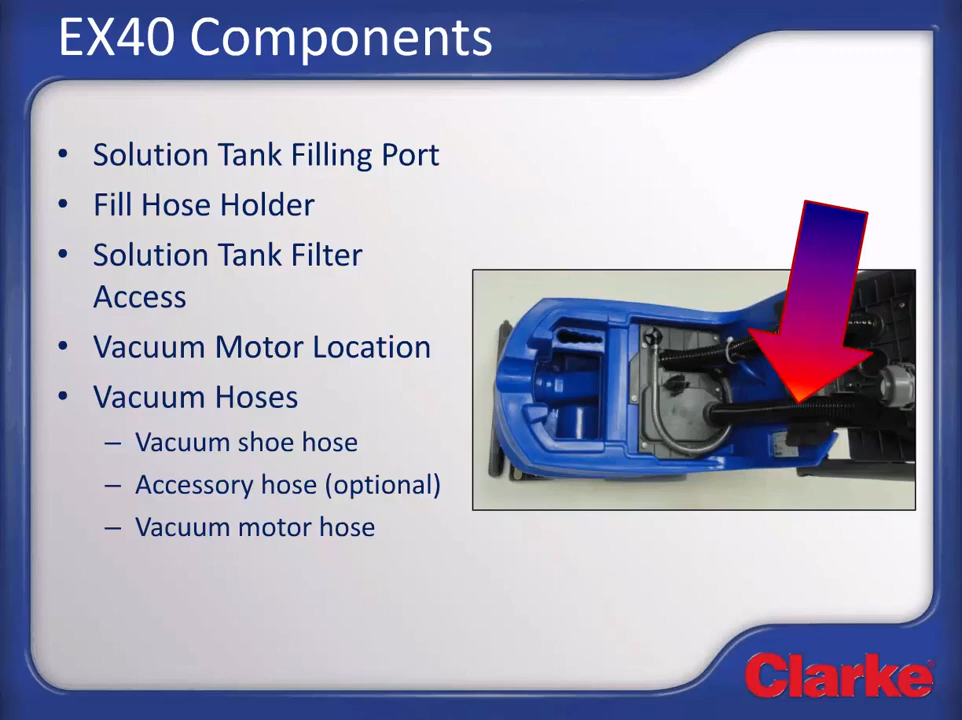 EX40 Components
• Solution Tank Filling Port
• Fill Hose Holder
• Solution Tank Filter
Access
• Vacuum Motor Location
• Vacuum Hoses
– Vacuum shoe hose
– Accessory hose (optional)
– Vacuum motor hose
Clarke